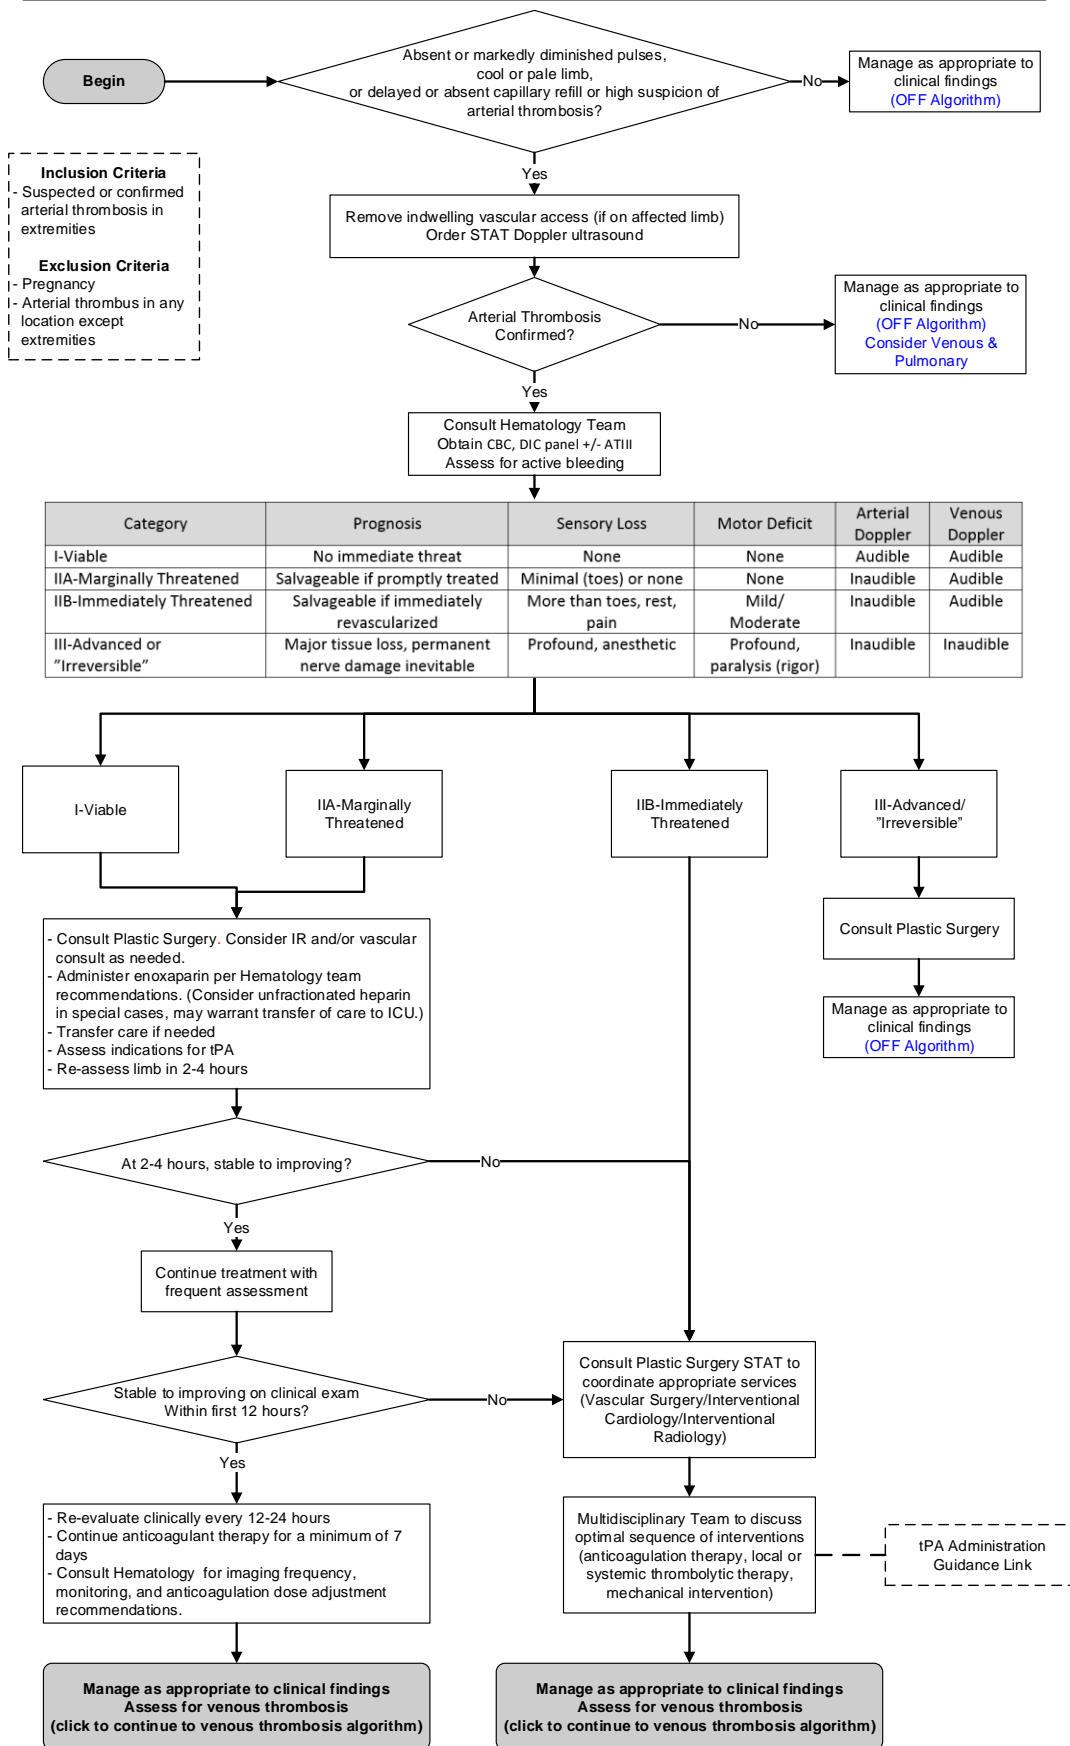 Begin
Absent or markedly diminished pulses,
cool or pale limb,
or delayed or absent capillary refill or high suspicion of
arterial thrombosis?
No
Manage as appropriate to
clinical findings
(OFF Algorithm)
Inclusion Criteria
- Suspected or confirmed
arterial thrombosis in
extremities
Exclusion Criteria
- Pregnancy
- Arterial thrombus in any
location except
extremities
Yes
Remove indwelling vascular access (if on affected limb)
Order STAT Doppler ultrasound
Arterial Thrombosis
Confirmed?
No
Manage as appropriate to
clinical findings
(OFF Algorithm)
Consider Venous &
Pulmonary
Yes
Consult Hematology Team
Obtain CBC, DIC panel +/- ATIII
Assess for active bleeding
Category Prognosis Sensory Loss Motor Deficit Arterial Doppler Venous Doppler
I-Viable No immediate threat None None Audible Audible
IIA-Marginally Threatened Salvageable if promptly treated Minimal (toes) or none None Inaudible Audible
IIB-Immediately Threatened Salvageable if immediately revascularized More than toes, rest, pain Mild/ Moderate Inaudible Audible
III-Advanced or "Irreversible" Major tissue loss, permanent nerve damage inevitable Profound, anesthetic Profound, paralysis (rigor) Inaudible Inaudible
I-Viable
IIA-Marginally
Threatened
IIB-Immediately
Threatened
III-Advanced/
"Irreversible"
- Consult Plastic Surgery. Consider IR and/or vascular
consult as needed.
- Administer enoxaparin per Hematology team
recommendations. (Consider unfractionated heparin
in special cases, may warrant transfer of care to ICU.)
- Transfer care if needed
- Assess indications for tPA
- Re-assess limb in 2-4 hours
Consult Plastic Surgery
Manage as appropriate to
clinical findings
(OFF Algorithm)
At 2-4 hours, stable to improving?
No
Yes
Continue treatment with
frequent assessment
Stable to improving on clinical exam
Within first 12 hours?
No
Consult Plastic Surgery STAT to
coordinate appropriate services
(Vascular Surgery/Interventional
Cardiology/Interventional
Radiology)
Yes
- Re-evaluate clinically every 12-24 hours
- Continue anticoagulant therapy for a minimum of 7
days
- Consult Hematology for imaging frequency,
monitoring, and anticoagulation dose adjustment
recommendations.
Multidisciplinary Team to discuss
optimal sequence of interventions
(anticoagulation therapy, local or
systemic thrombolytic therapy,
mechanical intervention)
tPA Administration
Guidance Link
Manage as appropriate to clinical findings
Assess for venous thrombosis
(click to continue to venous thrombosis algorithm)
Manage as appropriate to clinical findings
Assess for venous thrombosis
(click to continue to venous thrombosis algorithm)